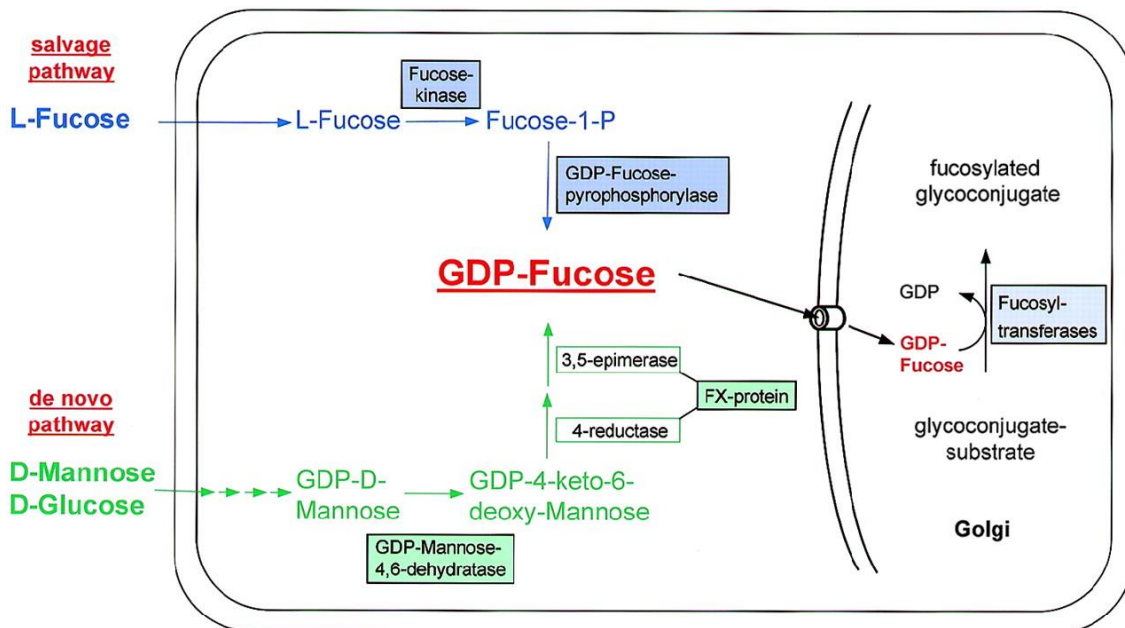 salvage
pathway
L-Fucose
L-Fucose
Fucose-
kinase
Fucose-1-P
GDP-Fucose-
pyrophosphorylase
GDP-Fucose
3,5-epimerase
4-reductase
FX-protein
de novo
pathway
D-Mannose
D-Glucose
GDP-D-
Mannose
GDP-4-keto-6-
deoxy-Mannose
GDP-Mannose-
4,6-dehydratase
fucosylated
glycoconjugate
GDP
Fucosyl-
transferases
GDP-
Fucose
glycoconjugate-
substrate
Golgi